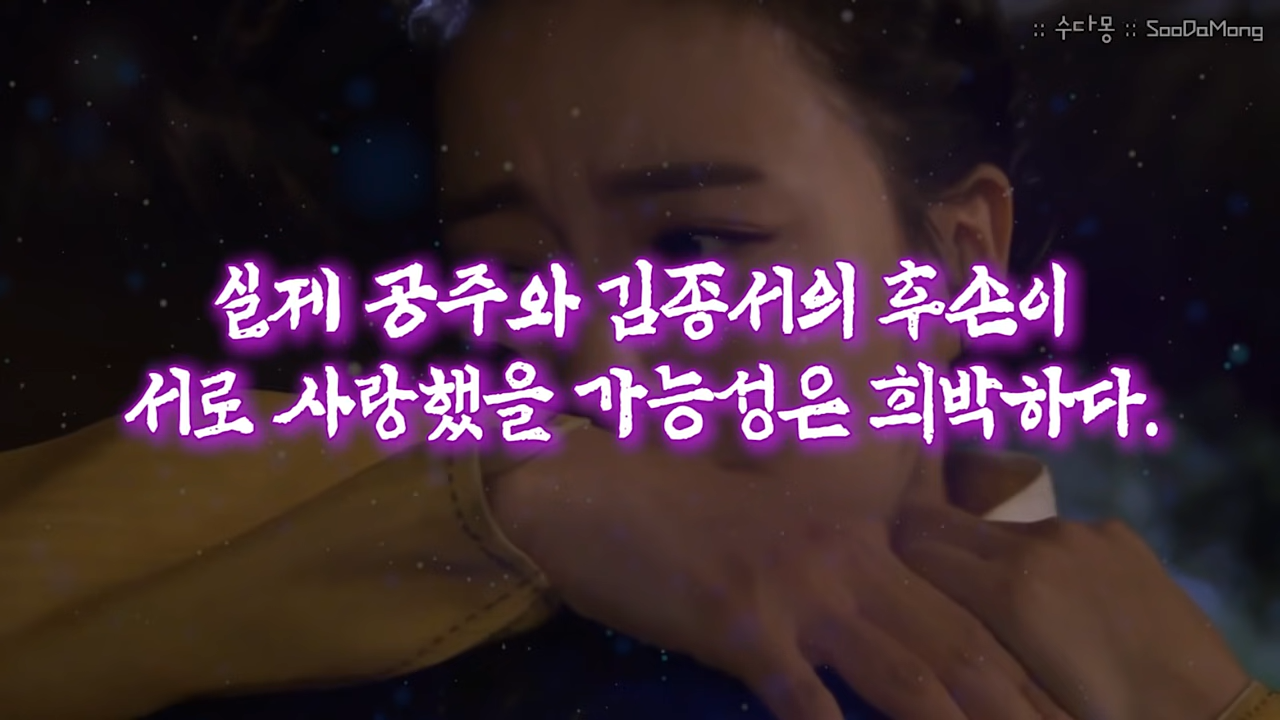 :: 수다몽 :: SooDaMong
실제 공주와 김종서의 후손이
서로 사랑했을 가능성은 희박하다.